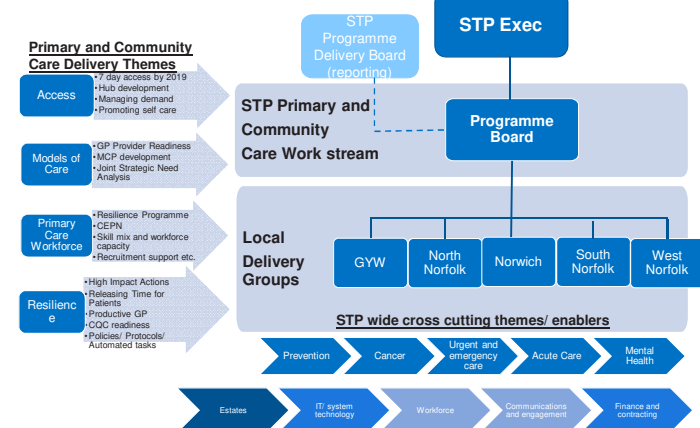 STP
Programme
Delivery Board
(reporting)
STP Exec
Primary and Community
Care Delivery Themes
Access
• 7 day access by 2019
• Hub development
• Managing demand
• Promoting self care
STP Primary and
Community
Care Work stream
Programme
Board
Models of
Care
• GP Provider Readiness
• MCP development
• Joint Strategic Need
Analysis
Primary
Care
Workforce
• Resilience Programme
• CEPN
• Skill mix and workforce
capacity
• Recruitment support etc.
Local
Delivery
Groups
GYW
North
Norfolk
Norwich
South
Norfolk
West
Norfolk
Resilienc
e
• High Impact Actions
• Releasing Time for
Patients
• Productive GP
• CQC readiness
• Policies/ Protocols/
Automated tasks
STP wide cross cutting themes/ enablers
Prevention
Cancer
Urgent and
emergency
care
Acute Care
Mental
Health
Estates
IT/ system
technology
Workforce
Communications
and engagement
Finance and
contracting